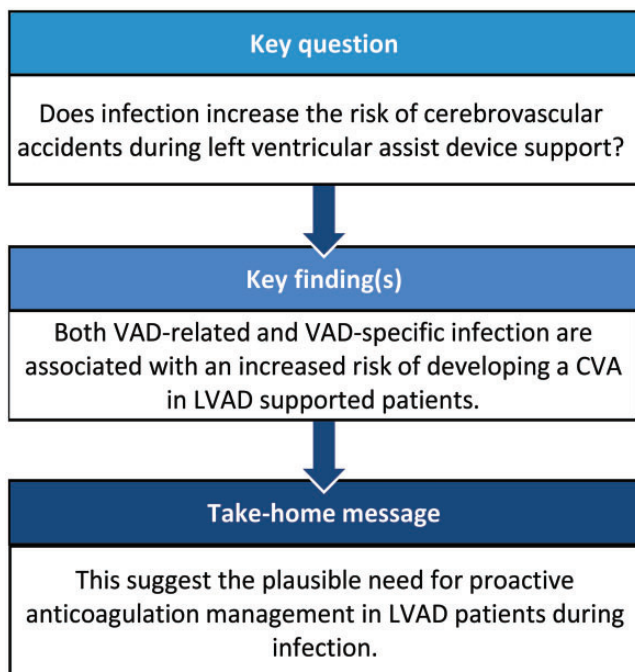 Key question
Does infection increase the risk of cerebrovascular
accidents during left ventricular assist device support?
Key finding(s)
Both VAD-related and VAD-specific infection are
associated with an increased risk of developing a CVA
in LVAD supported patients.
Take-home message
This suggest the plausible need for proactive
anticoagulation management in LVAD patients during
infection.